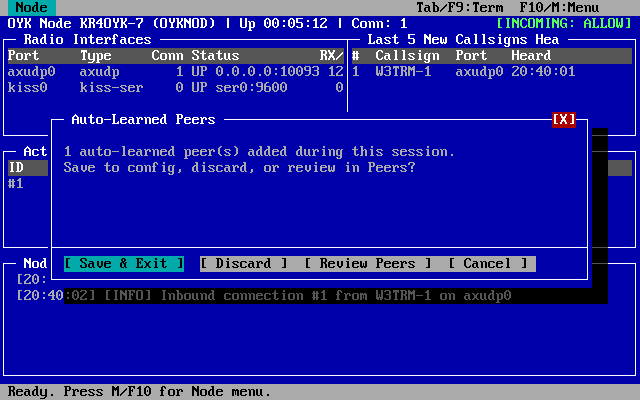 Node Tab/F9:Term F10/M:Menu
OYK Node KR4OYK-7 (OYKNOD) | Up 00:05:12 | Conn: 1 [INCOMING: ALLOW]
Radio Interfaces Last 5 New Callsigns Hea
Port Type Conn Status RX/ # Callsign Port Heard
axudp0 axudp 1 UP 0.0.0.0:10093 12 1 W3TRM-1 axudp0 20:40:01
kiss0 kiss-ser 0 UP ser0:9600 0
Auto-Learned Peers [X]
Act
1 auto-learned peer(s) added during this session.
ID Save to config, discard, or review in Peers?
#1
Nod [ Save & Exit ] [ Discard ] [ Review Peers ] [ Cancel ]
[20:
[20:40:02] [INFO] Inbound connection #1 from W3TRM-1 on axudp0
Ready. Press M/F10 for Node menu.